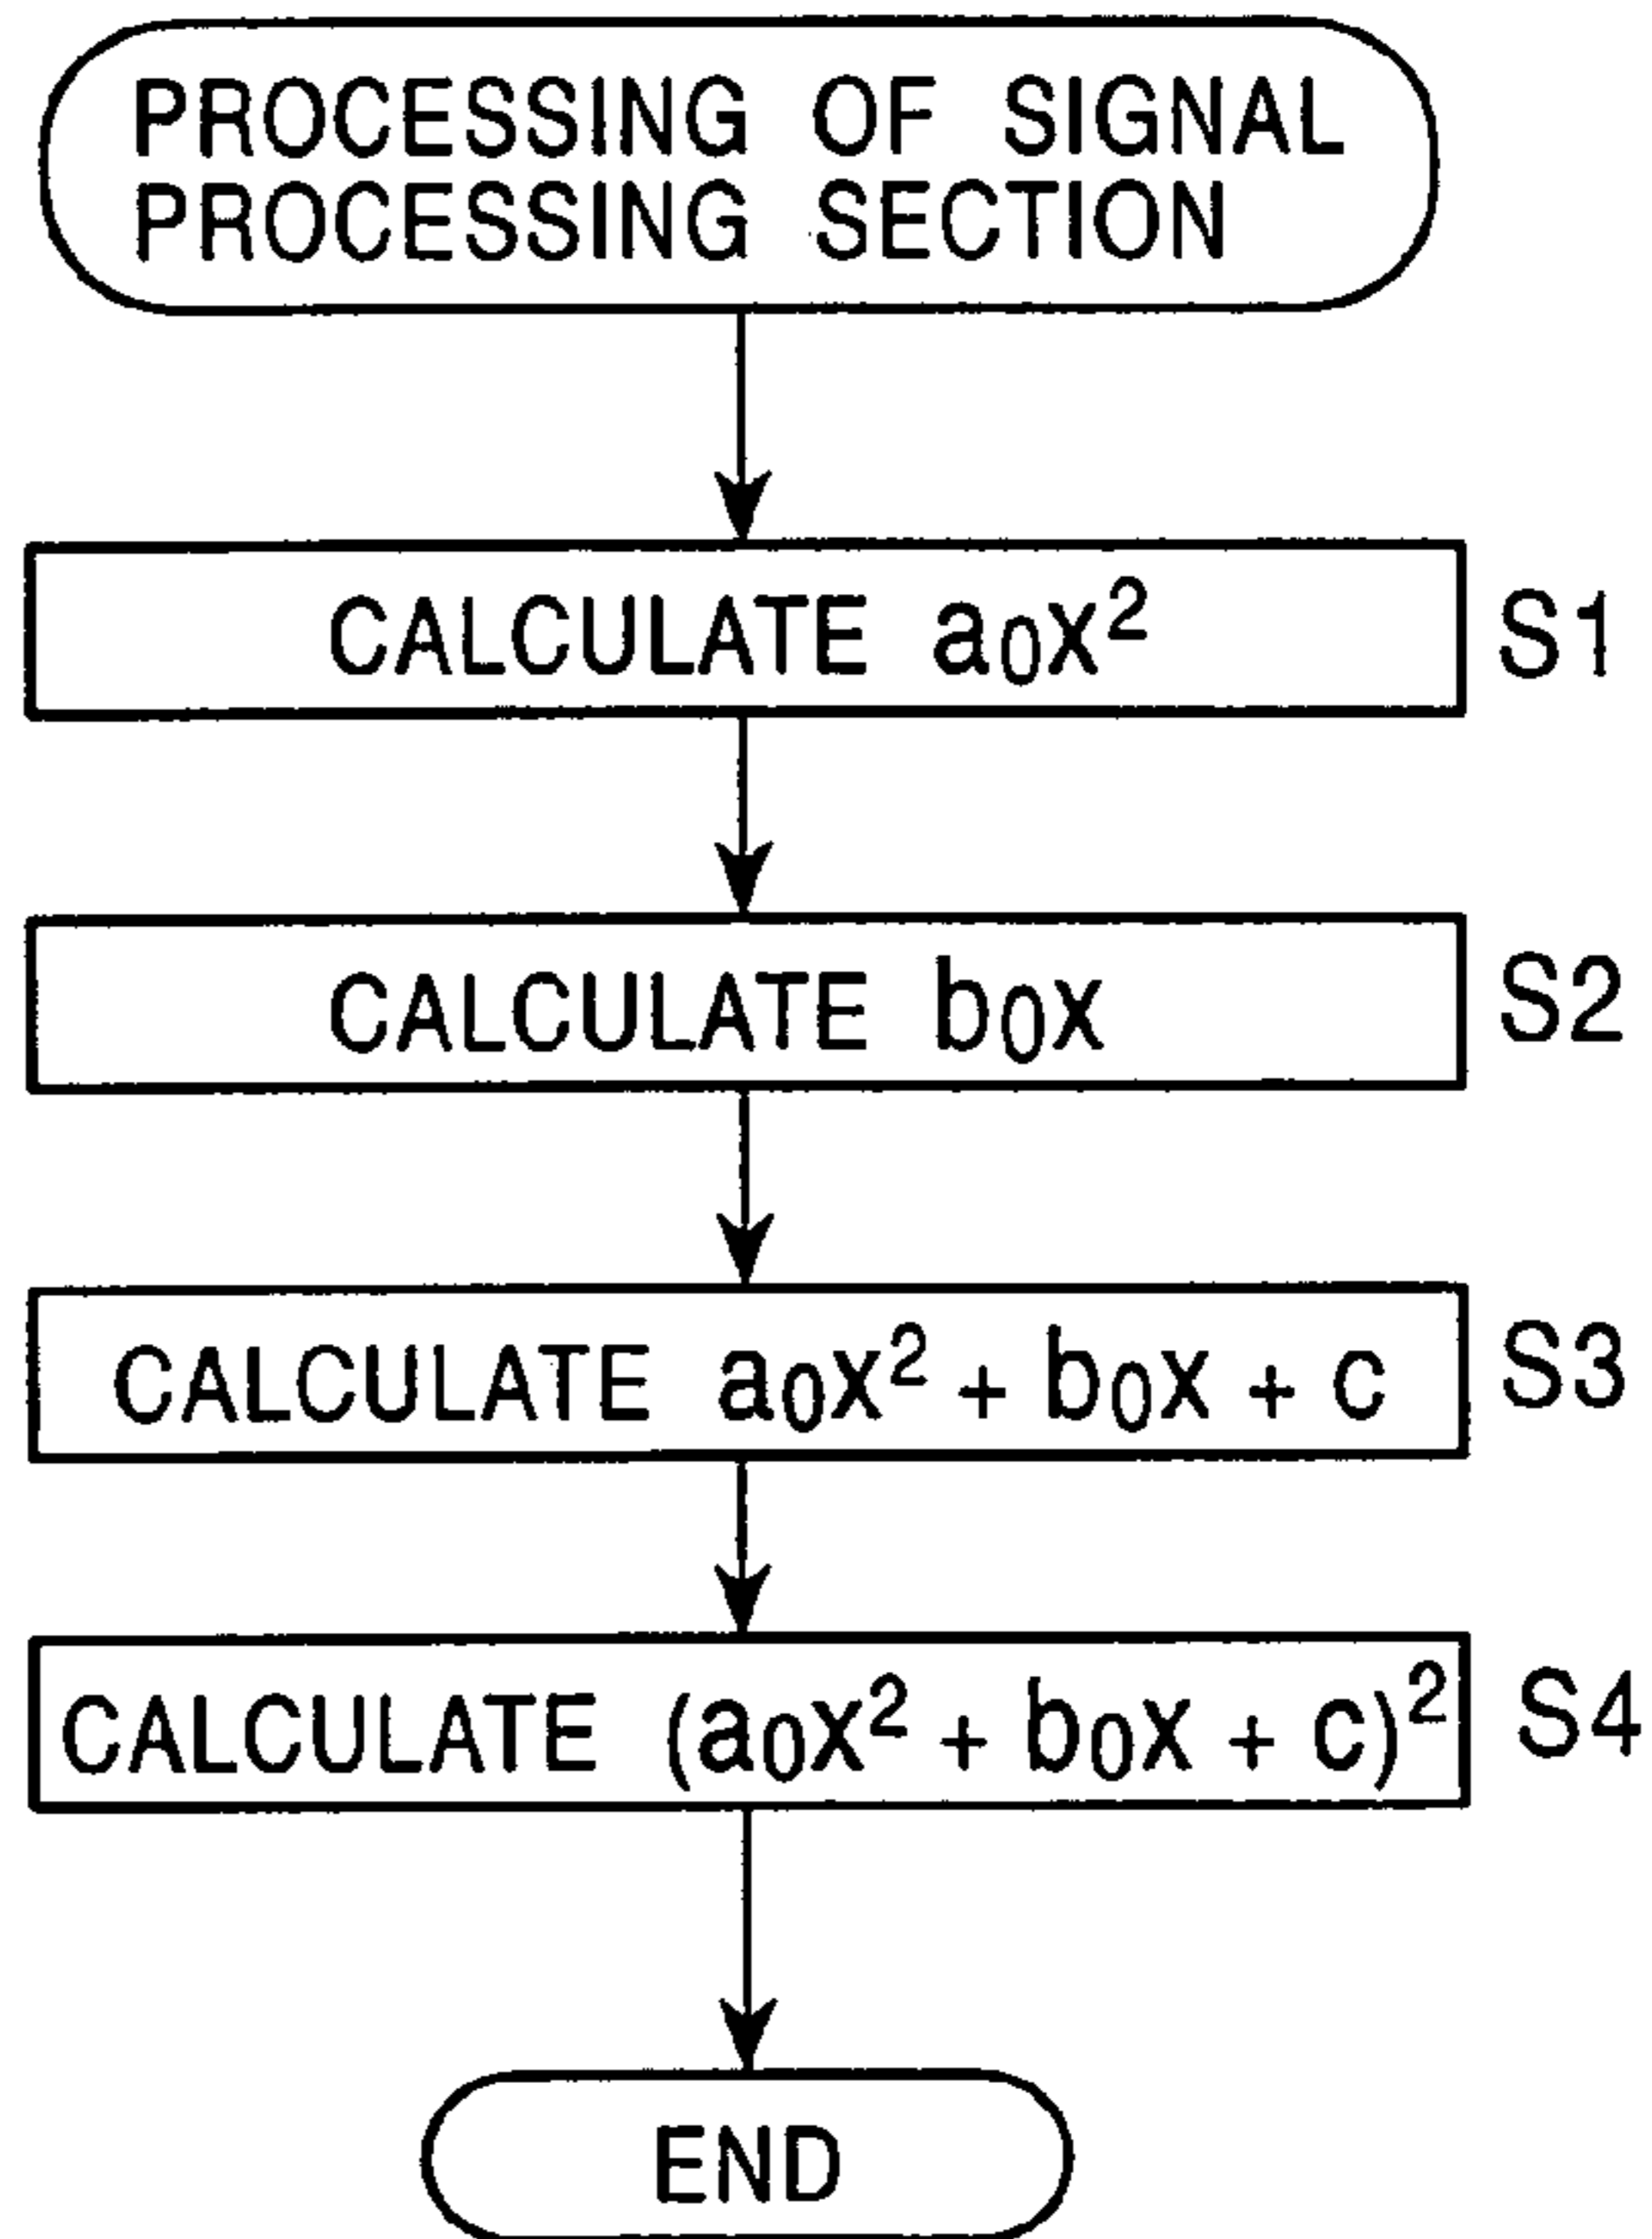 PROCESSING OF SIGNAL
PROCESSING SECTION
CALCULATE a₀x² S1
CALCULATE b₀x S2
CALCULATE a₀x² + b₀x + c S3
CALCULATE (a₀x² + b₀x + c)² S4
END